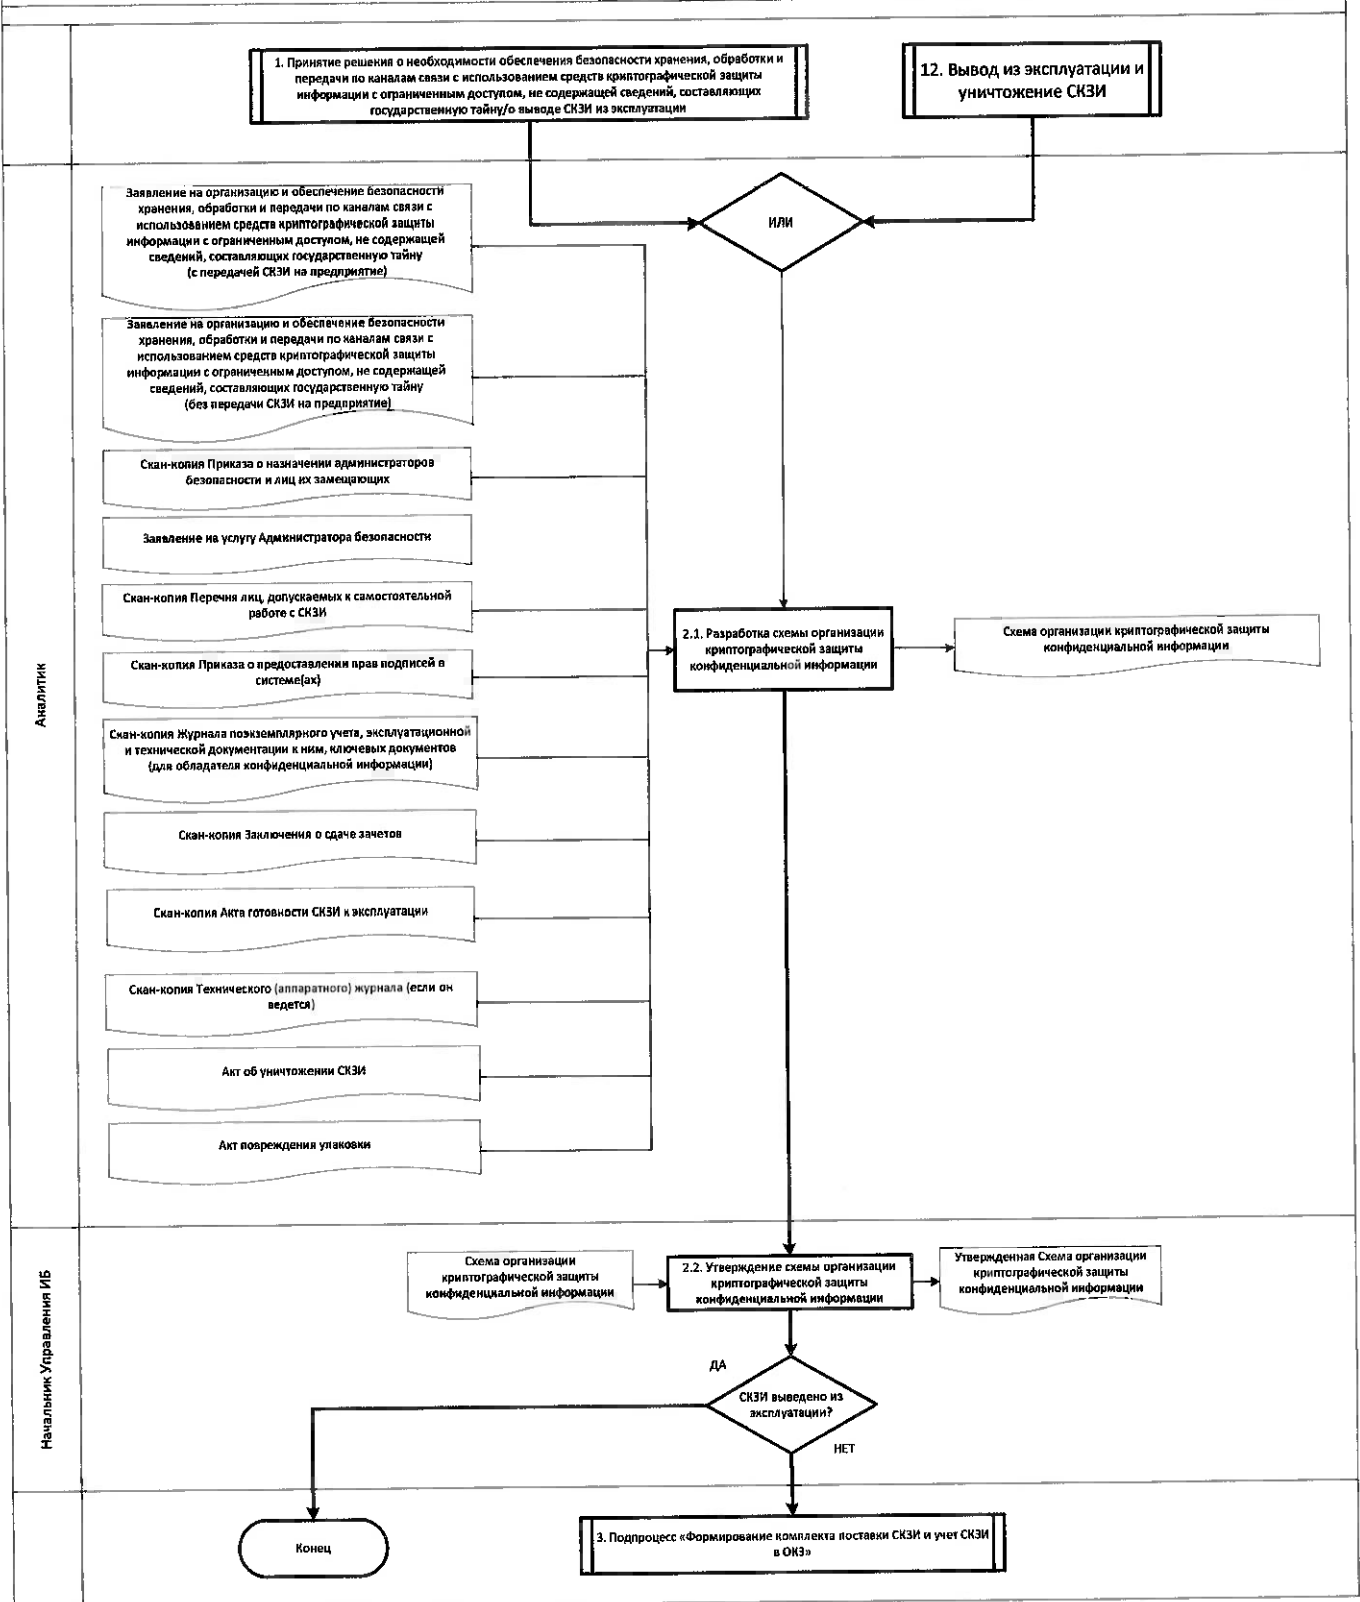 1. Принятие решения о необходимости обеспечения безопасности хранения, обработки и
передачи по каналам связи с использованием средств криптографической защиты
информации с ограниченным доступом, не содержащей сведений, составляющих
государственную тайну/о выводе СКЗИ из эксплуатации
12. Вывод из эксплуатации и
уничтожение СКЗИ
Аналитик
Заявление на организацию и обеспечение безопасности
хранения, обработки и передачи по каналам связи с
использованием средств криптографической защиты
информации с ограниченным доступом, не содержащей
сведений, составляющих государственную тайну
(с передачей СКЗИ на предприятие)
ИЛИ
Заявление на организацию и обеспечение безопасности
хранения, обработки и передачи по каналам связи с
использованием средств криптографической защиты
информации с ограниченным доступом, не содержащей
сведений, составляющих государственную тайну
(без передачи СКЗИ на предприятие)
Скан-копия Приказа о назначении администраторов
безопасности и лиц их замещающих
Заявление на услугу Администратора безопасности
Скан-копия Перечня лиц, допускаемых к самостоятельной
работе с СКЗИ
Скан-копия Приказа о предоставлении прав подписей в
системе(ах)
Скан-копия Журнала поэкземплярного учета, эксплуатационной
и технической документации к ним, ключевых документов
(для обладателя конфиденциальной информации)
Скан-копия Заключения о сдаче зачетов
Скан-копия Акта готовности СКЗИ к эксплуатации
Скан-копия Технического (аппаратного) журнала (если он
ведется)
Акт об уничтожении СКЗИ
Акт повреждения упаковки
2.1. Разработка схемы организации
криптографической защиты
конфиденциальной информации
Схема организации криптографической защиты
конфиденциальной информации
Начальник Управления ИБ
Схема организации
криптографической защиты
конфиденциальной информации
2.2. Утверждение схемы организации
криптографической защиты
конфиденциальной информации
Утвержденная Схема организации
криптографической защиты
конфиденциальной информации
ДА
СКЗИ выведено из
эксплуатации?
НЕТ
Конец
3. Подпроцесс «Формирование комплекта поставки СКЗИ и учет СКЗИ
в ОКЗ»